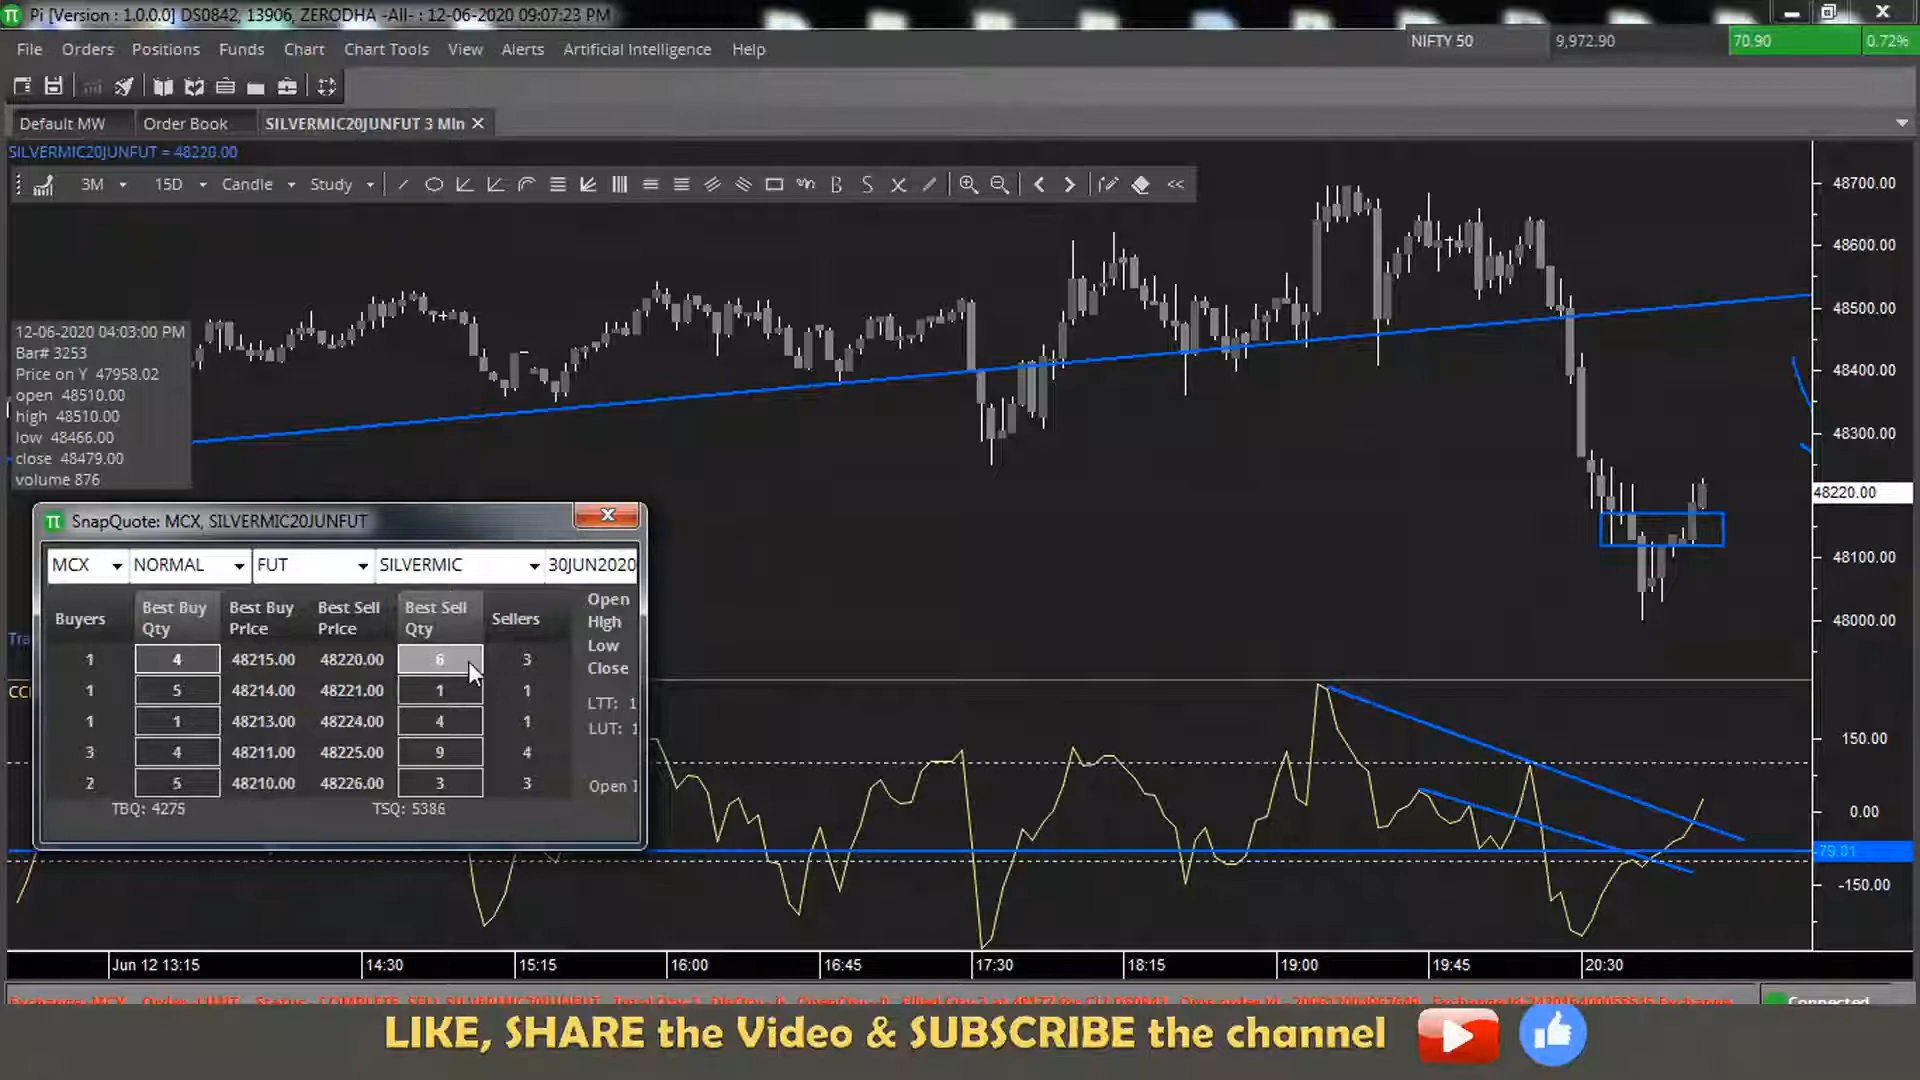 Pi [Version : 1.0.0.0] DS0842, 13906, ZERODHA -All- : 12-06-2020 09:07:23 PM
File Orders Positions Funds Chart Chart Tools View Alerts Artificial Intelligence Help
NIFTY 50 9,972.90 70.90 0.72%
Default MW Order Book SILVERMIC20JUNFUT 3 Min
SILVERMIC20JUNFUT = 48220.00
3M 15D Candle Study
48700.00
48600.00
48500.00
48400.00
48300.00
48220.00
48100.00
48000.00
12-06-2020 04:03:00 PM
Bar# 3253
Price on Y 47958.02
open 48510.00
high 48510.00
low 48466.00
close 48479.00
volume 876
SnapQuote: MCX, SILVERMIC20JUNFUT
MCX NORMAL FUT SILVERMIC 30JUN2020
Buyers Best Buy Qty Best Buy Price Best Sell Price Best Sell Qty Sellers
1 4 48215.00 48220.00 6 3
1 5 48214.00 48221.00 1 1
1 1 48213.00 48224.00 4 1
3 4 48211.00 48225.00 9 4
2 5 48210.00 48226.00 3 3
TBQ: 4275 TSQ: 5386
Open
High
Low
Close
LTT: 1
LUT: 1
Open
150.00
0.00
-79.01
-150.00
Jun 12 13:15 14:30 15:15 16:00 16:45 17:30 18:15 19:00 19:45 20:30
Connected
LIKE, SHARE the Video & SUBSCRIBE the channel